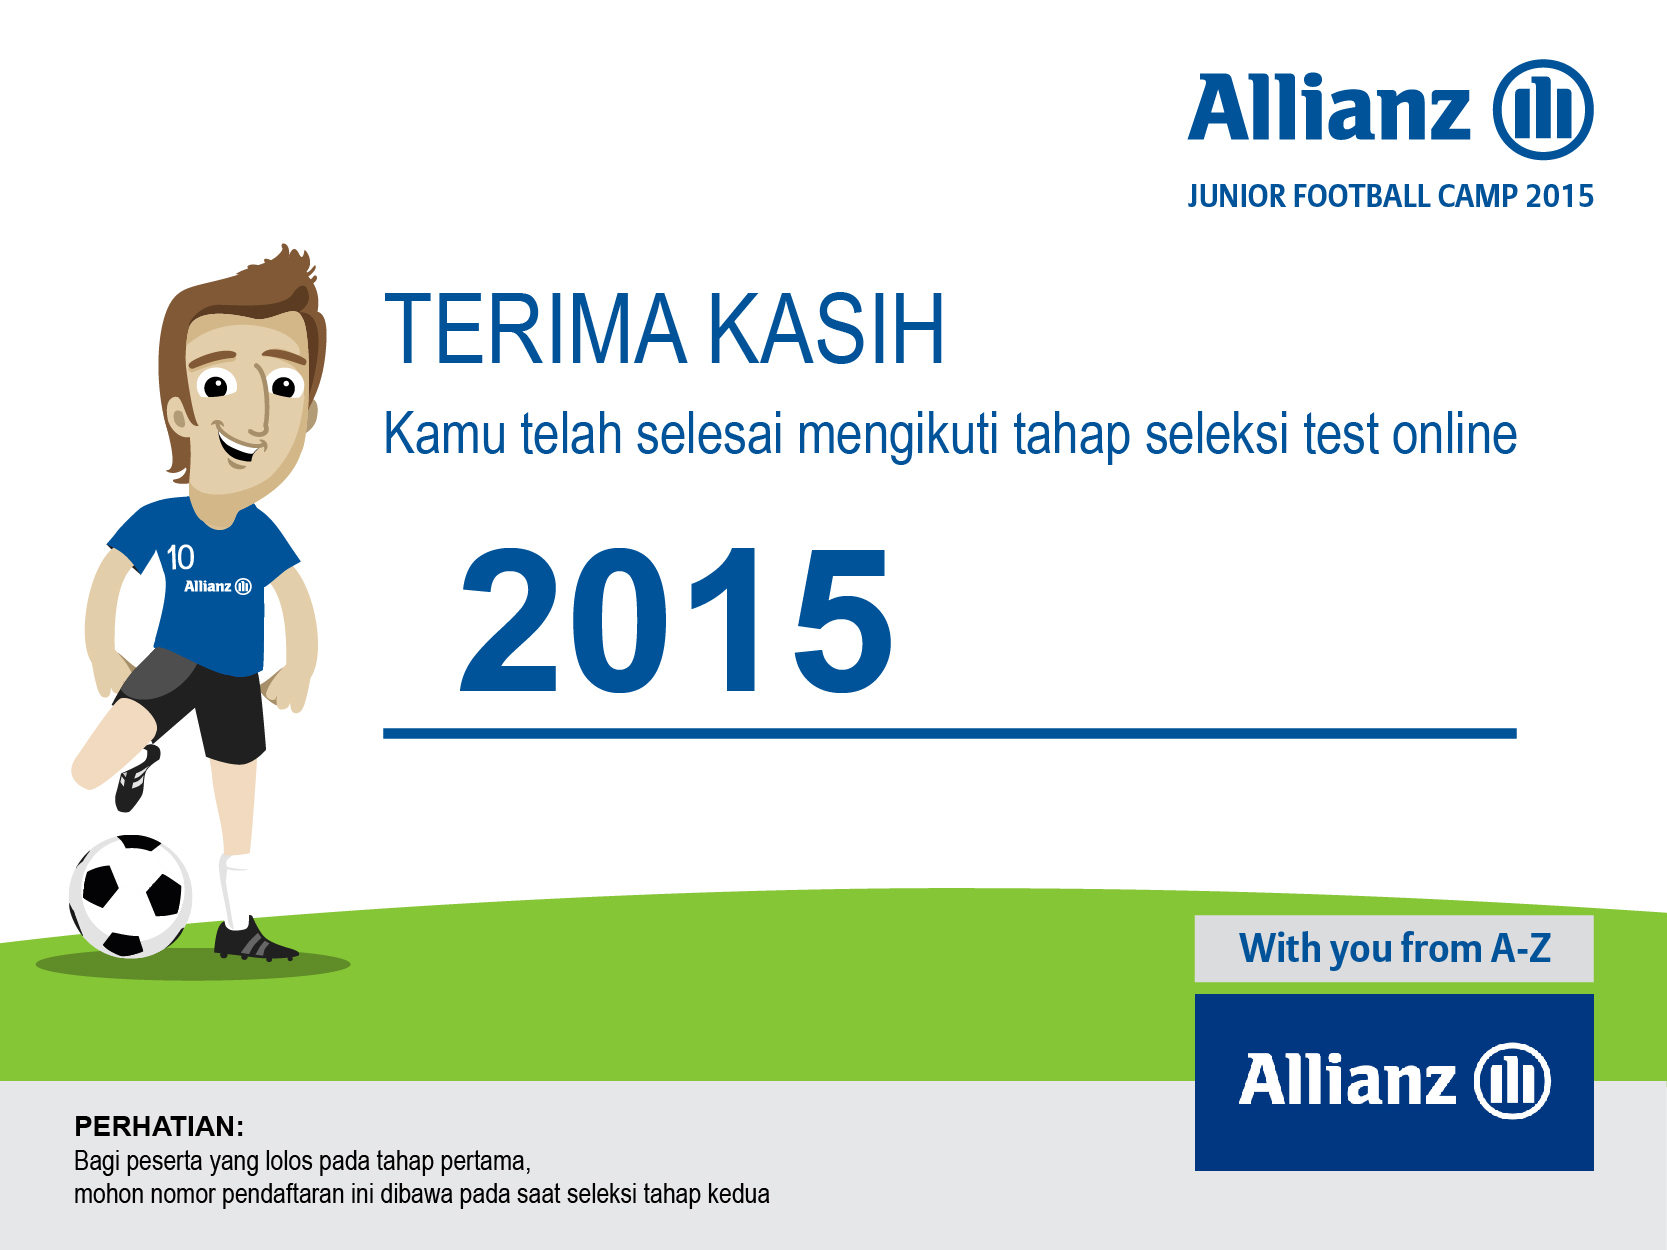 Allianz
JUNIOR FOOTBALL CAMP 2015
TERIMA KASIH
Kamu telah selesai mengikuti tahap seleksi test online
2015
10
Allianz
With you from A-Z
Allianz
PERHATIAN:
Bagi peserta yang lolos pada tahap pertama,
mohon nomor pendaftaran ini dibawa pada saat seleksi tahap kedua